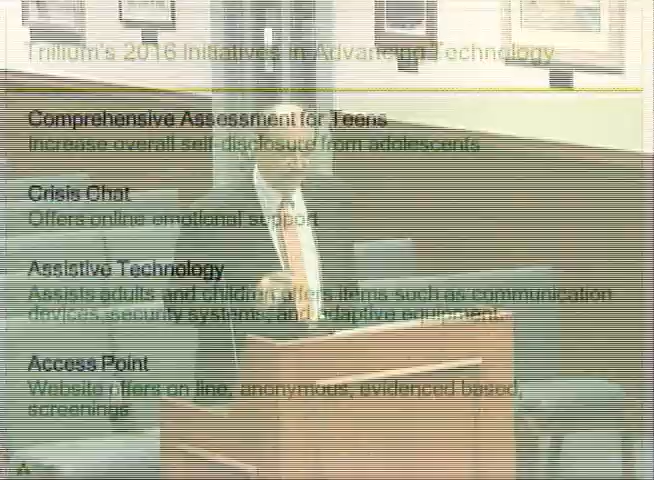 Trillium's 2016 Initiatives in Advancing Technology
Comprehensive Assessment for Teens
Increase overall self-disclosure from adolescents
Crisis Chat
Offers online emotional support
Assistive Technology
Assists adults and children offers items such as communication
devices, security systems, and adaptive equipment.
Access Point
Website offers on line, anonymous, evidenced based,
screenings